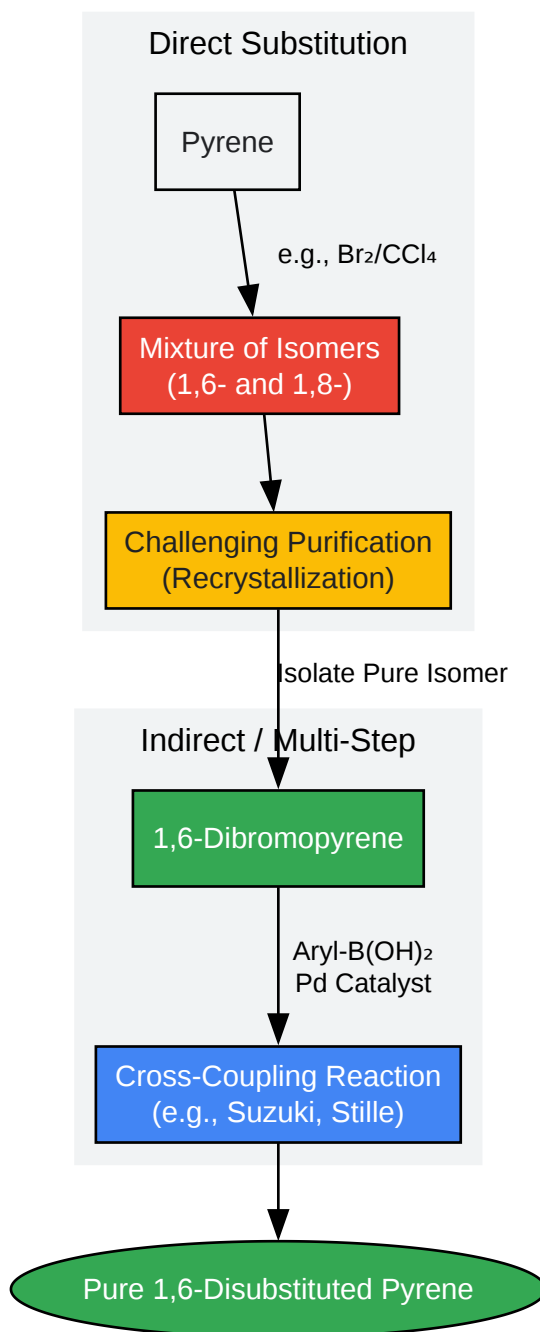 Direct Substitution
Pyrene
e.g., Br₂/CCl₄
Mixture of Isomers
(1,6- and 1,8-)
Challenging Purification
(Recrystallization)
Isolate Pure Isomer
Indirect / Multi-Step
1,6-Dibromopyrene
Aryl-B(OH)₂
Pd Catalyst
Cross-Coupling Reaction
(e.g., Suzuki, Stille)
Pure 1,6-Disubstituted Pyrene